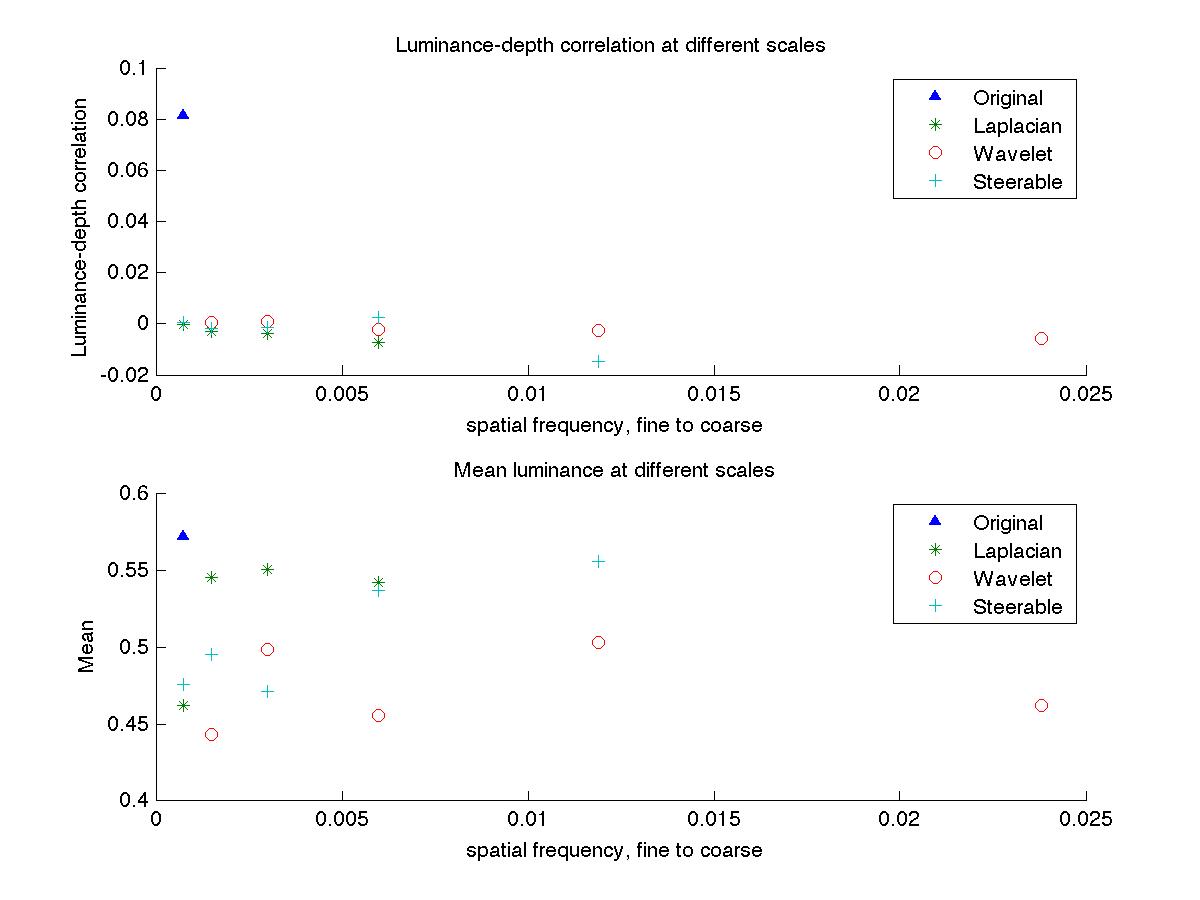 Luminance-depth correlation at different scales
0.1
0.08
0.06
0.04
0.02
0
-0.02
Luminance-depth correlation
Original
Laplacian
Wavelet
Steerable
0 0.005 0.01 0.015 0.02 0.025
spatial frequency, fine to coarse
Mean luminance at different scales
0.6
0.55
0.5
0.45
0.4
Mean
Original
Laplacian
Wavelet
Steerable
0 0.005 0.01 0.015 0.02 0.025
spatial frequency, fine to coarse